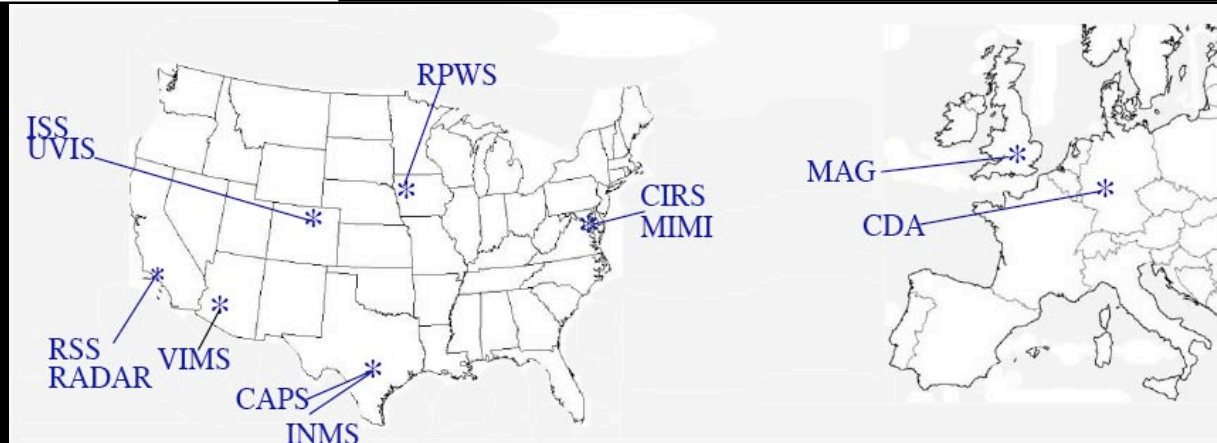 RPWS
ISS
UVIS
MAG
CIRS
MIMI
CDA
RSS
RADAR
VIMS
CAPS
INMS